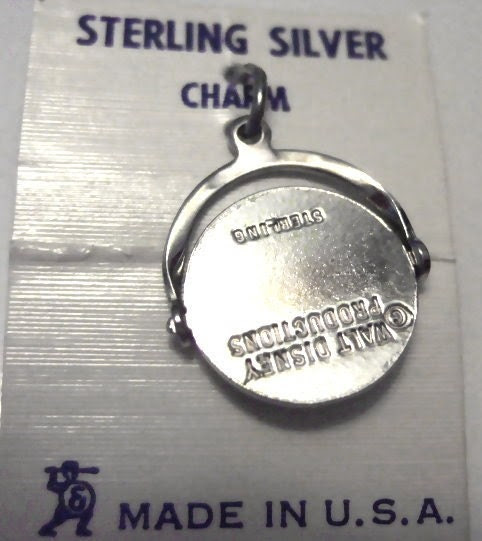 STERLING SILVER
CHARM
STERLING
© WALT DISNEY
PRODUCTIONS
MADE IN U.S.A.